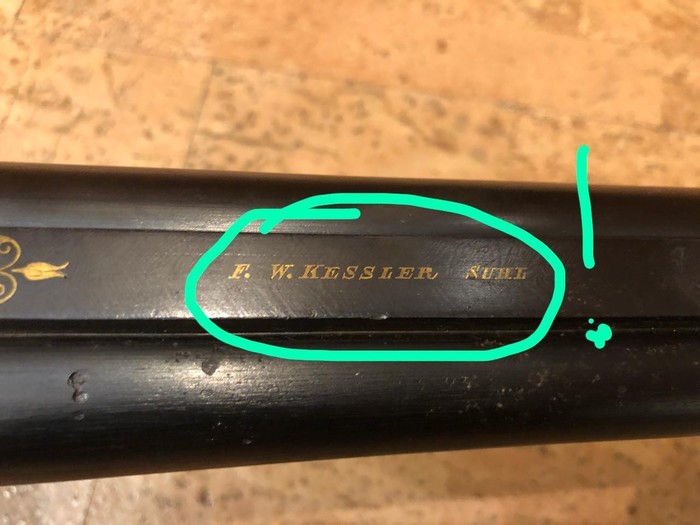 F. W. KESSLER SUHL